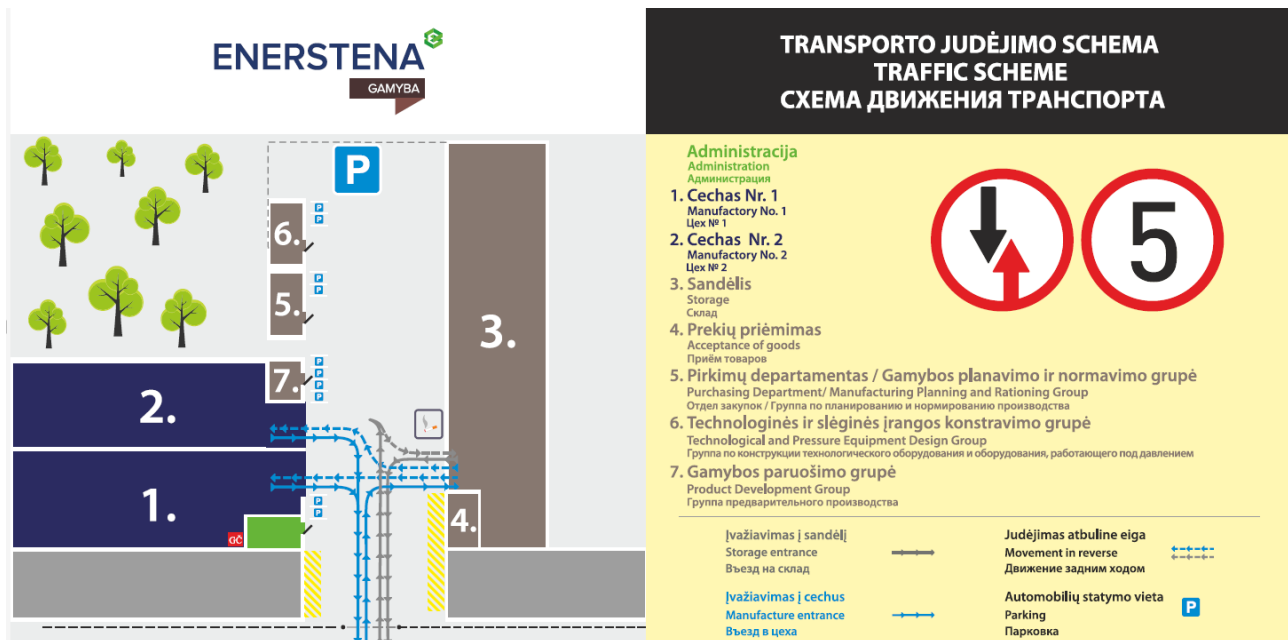 ENERSTENA
GAMYBA
P
6.
P
P
5.
P
P
3.
7.
P
P
P
P
2.
1.
P
P
4.
GČ
TRANSPORTO JUDĖJIMO SCHEMA
TRAFFIC SCHEME
СХЕМА ДВИЖЕНИЯ ТРАНСПОРТА
Administracija
Administration
Администрация
1. Cechas Nr. 1
Manufactory No. 1
Цех № 1
2. Cechas Nr. 2
Manufactory No. 2
Цех № 2
3. Sandėlis
Storage
Склад
4. Prekių priėmimas
Acceptance of goods
Приём товаров
5. Pirkimų departamentas / Gamybos planavimo ir normavimo grupė
Purchasing Department/ Manufacturing Planning and Rationing Group
Отдел закупок / Группа по планированию и нормированию производства
6. Technologinės ir slėginės įrangos konstravimo grupė
Technological and Pressure Equipment Design Group
Группа по конструкции технологического оборудования и оборудования, работающего под давлением
7. Gamybos paruošimo grupė
Product Development Group
Группа предварительного производства
5
Įvažiavimas į sandėlį
Storage entrance
Въезд на склад
Judėjimas atbuline eiga
Movement in reverse
Движение задним ходом
Įvažiavimas į cechus
Manufacture entrance
Въезд в цеха
Automobilių statymo vieta
Parking
Парковка
P